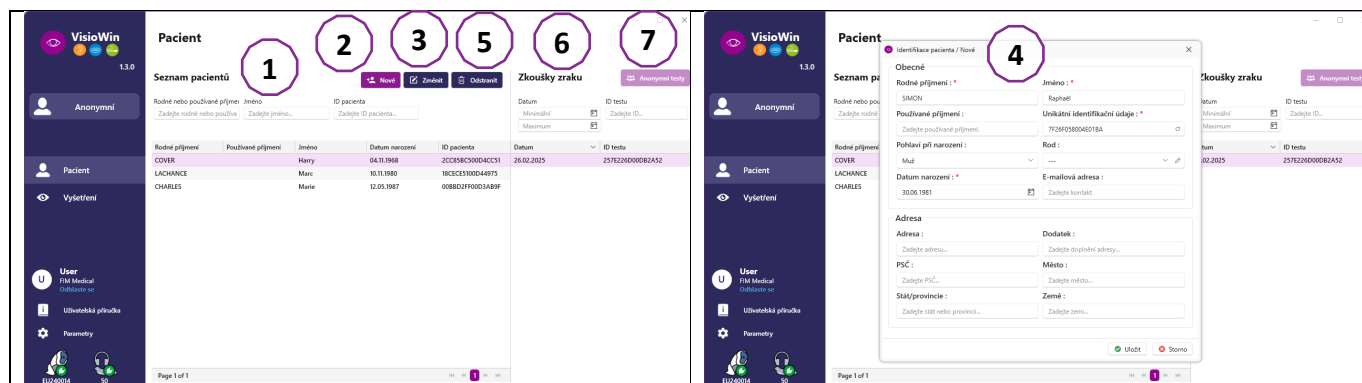 VisioWin
1.3.0
Anonymní
Pacient
Vyšetření
U
User
FIM Medical
Odhlaste se
Uživatelská příručka
Parametry
EU240014
50
Pacient
1
2
3
5
6
7
Seznam pacientů
Nové
Změnit
Odstranit
Zkoušky zraku
Anonymní testy
Rodné nebo používané příjmení Jméno ID pacienta
Zadejte rodné nebo používa Zadejte jméno... Zadejte ID pacienta...
Datum ID testu
Minimální Zadejte ID...
Maximum
Rodné příjmení Používané příjmení Jméno Datum narození ID pacienta Datum ID testu
COVER Harry 04.11.1968 2CC85BC500D4CC51 26.02.2025 257E226D00DB2A52
LACHANCE Marc 10.11.1980 18CECE5100D44975
CHARLES Marie 12.05.1987 00BBD2FF00D3AB9F
Page 1 of 1
1
VisioWin
1.3.0
Anonymní
Pacient
Vyšetření
U
User
FIM Medical
Odhlaste se
Uživatelská příručka
Parametry
EU240014
50
Pacient
4
Seznam pa
Rodné nebo pou
Zadejte rodné
Rodné příjmení
COVER
LACHANCE
CHARLES
Identifikace pacienta / Nové
Obecné
Rodné příjmení : * Jméno : *
SIMON Raphaël
Používané příjmení : Unikátní identifikační údaje : *
Zadejte používané příjmení. 7F26F058004E01BA
Pohlaví při narození : Rod :
Muž ---
Datum narození : * E-mailová adresa :
30.06.1981 Zadejte kontakt
Adresa
Adresa : Dodatek :
Zadejte adresu... Zadejte doplnění adresy...
PSČ : Město :
Zadejte PSČ... Zadejte město...
Stát/provincie : Země :
Zadejte stát nebo provincii... Zadejte zemi...
Uložit Storno
Zkoušky zraku
Anonymní testy
atum ID testu
Minimální Zadejte ID...
Maximum
atum ID testu
.02.2025 257E226D00DB2A52
Page 1 of 1
1